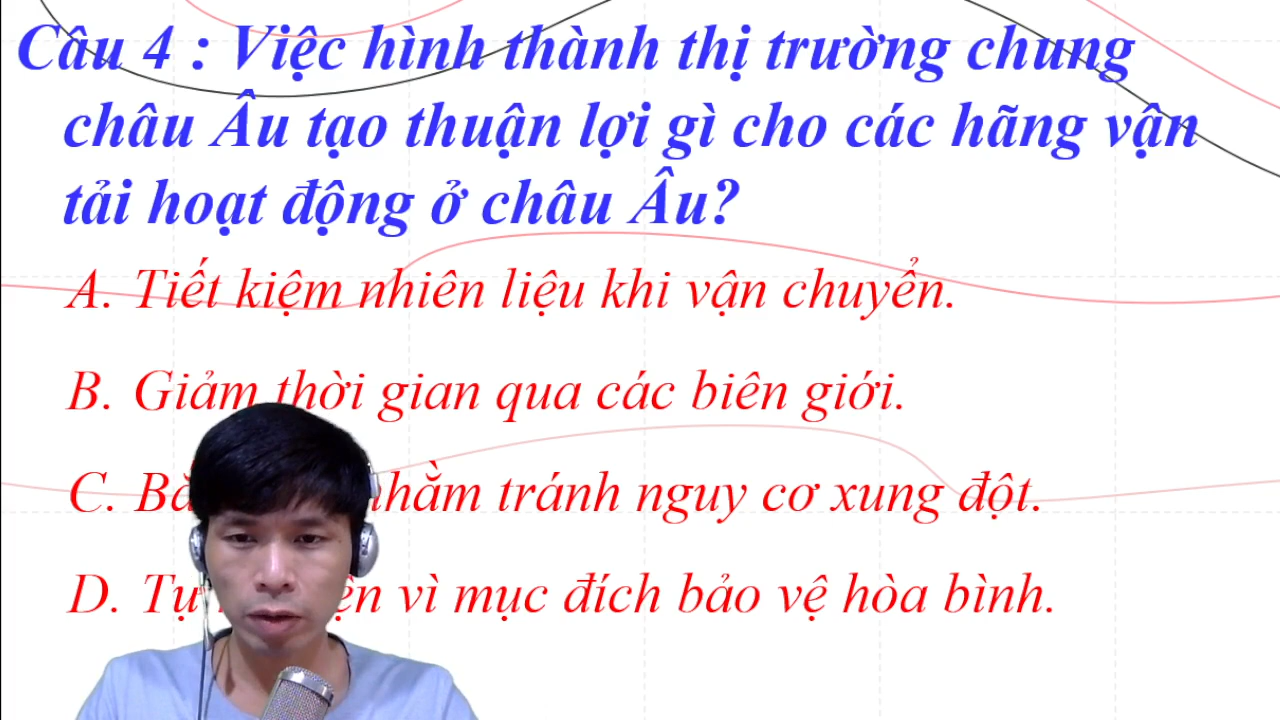 Câu 4 : Việc hình thành thị trường chung
châu Âu tạo thuận lợi gì cho các hãng vận
tải hoạt động ở châu Âu?
A. Tiết kiệm nhiên liệu khi vận chuyển.
B. Giảm thời gian qua các biên giới.
C. nhằm tránh nguy cơ xung đột.
D. Tự vì mục đích bảo vệ hòa bình.